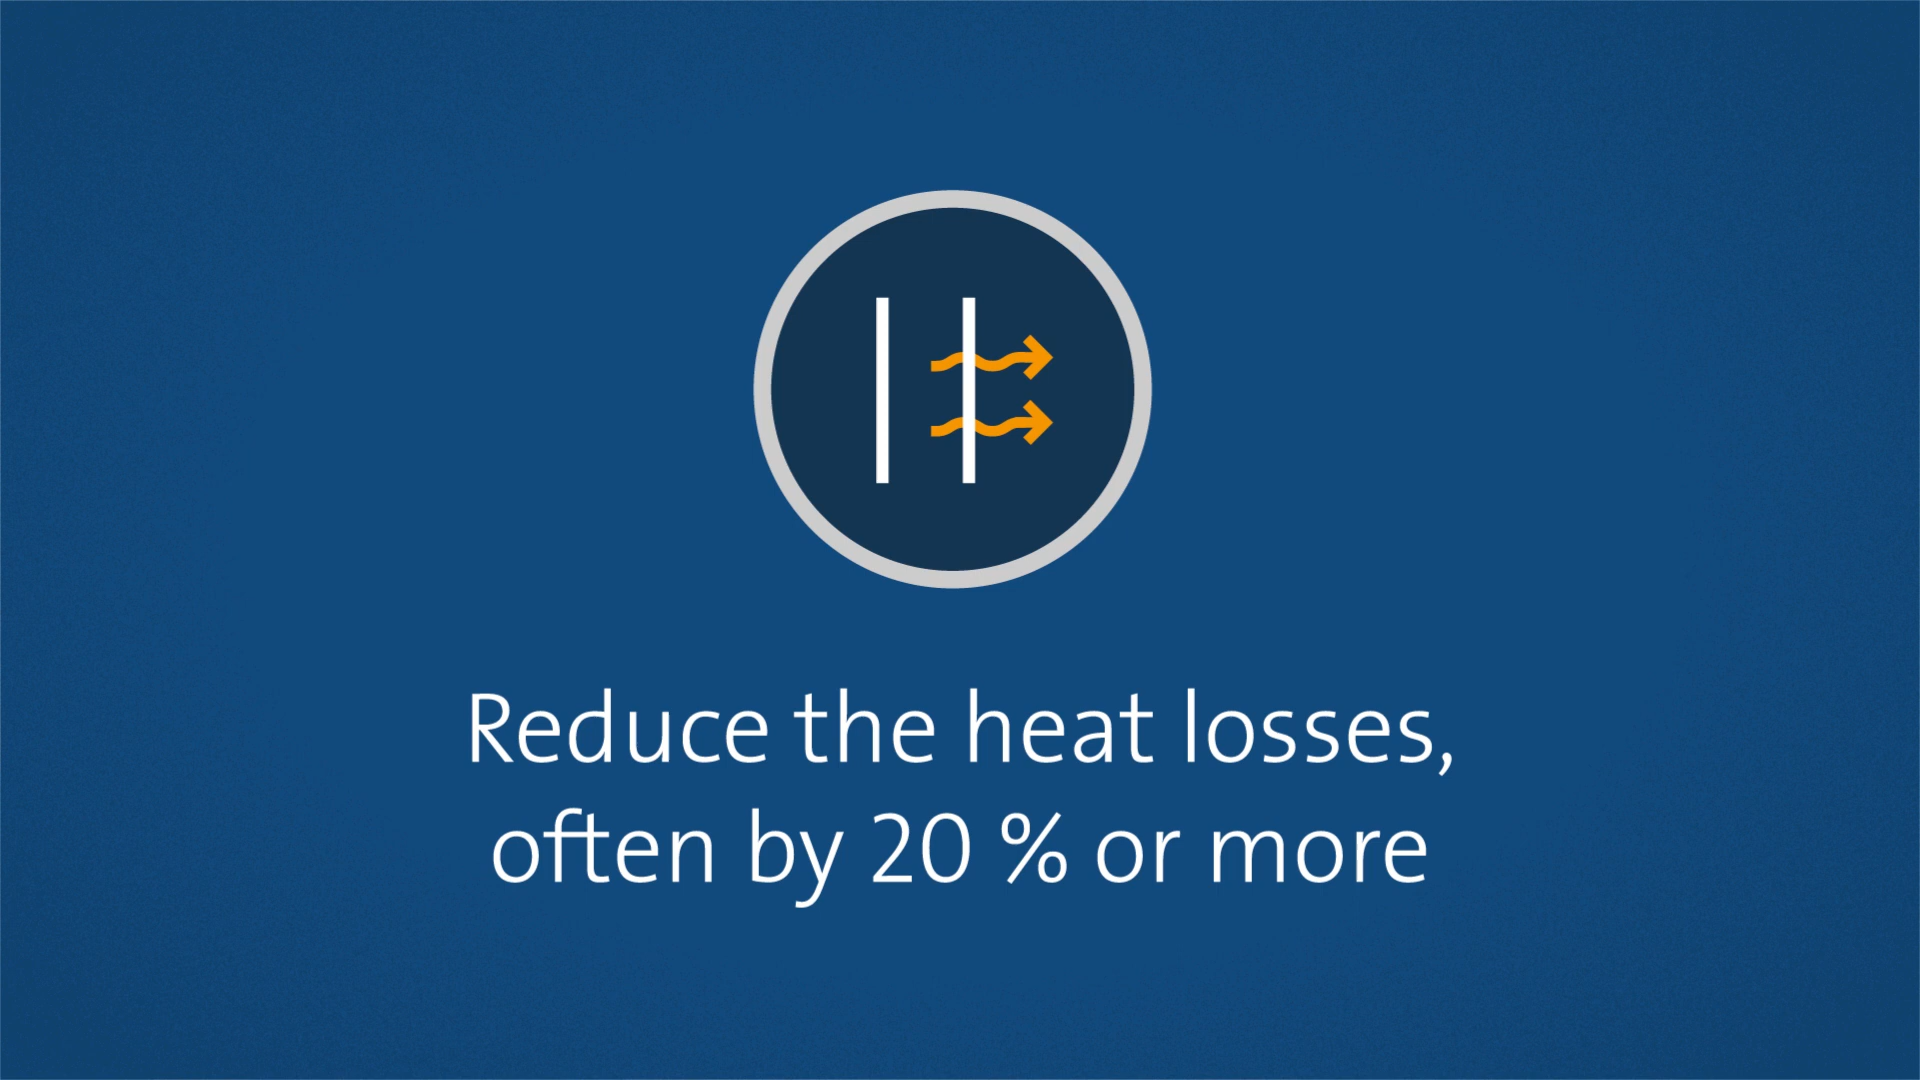 Reduce the heat losses,
often by 20 % or more